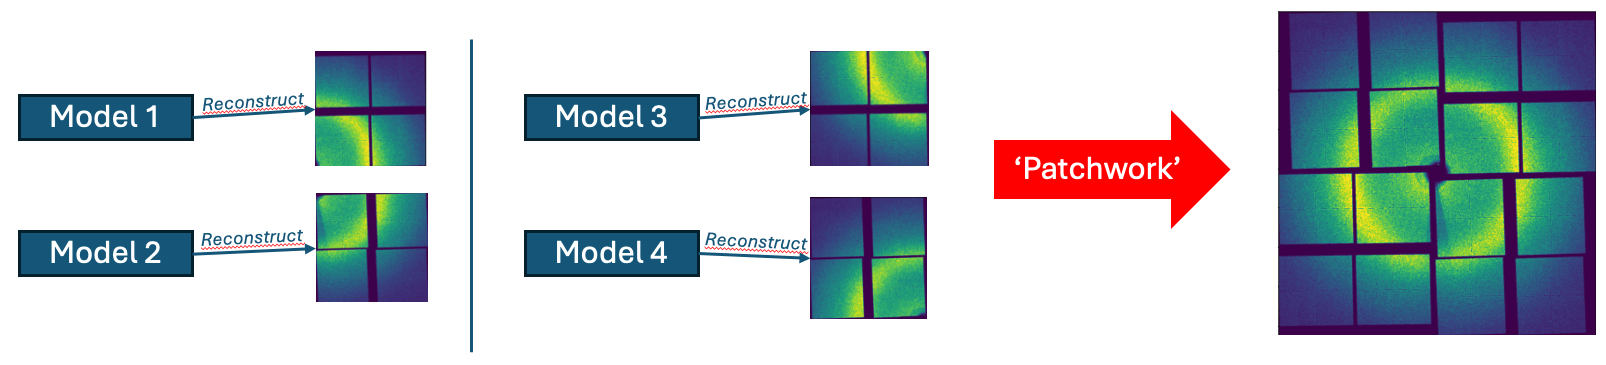 Model 1
Reconstruct
Model 2
Reconstruct
Model 3
Reconstruct
Model 4
Reconstruct
‘Patchwork’